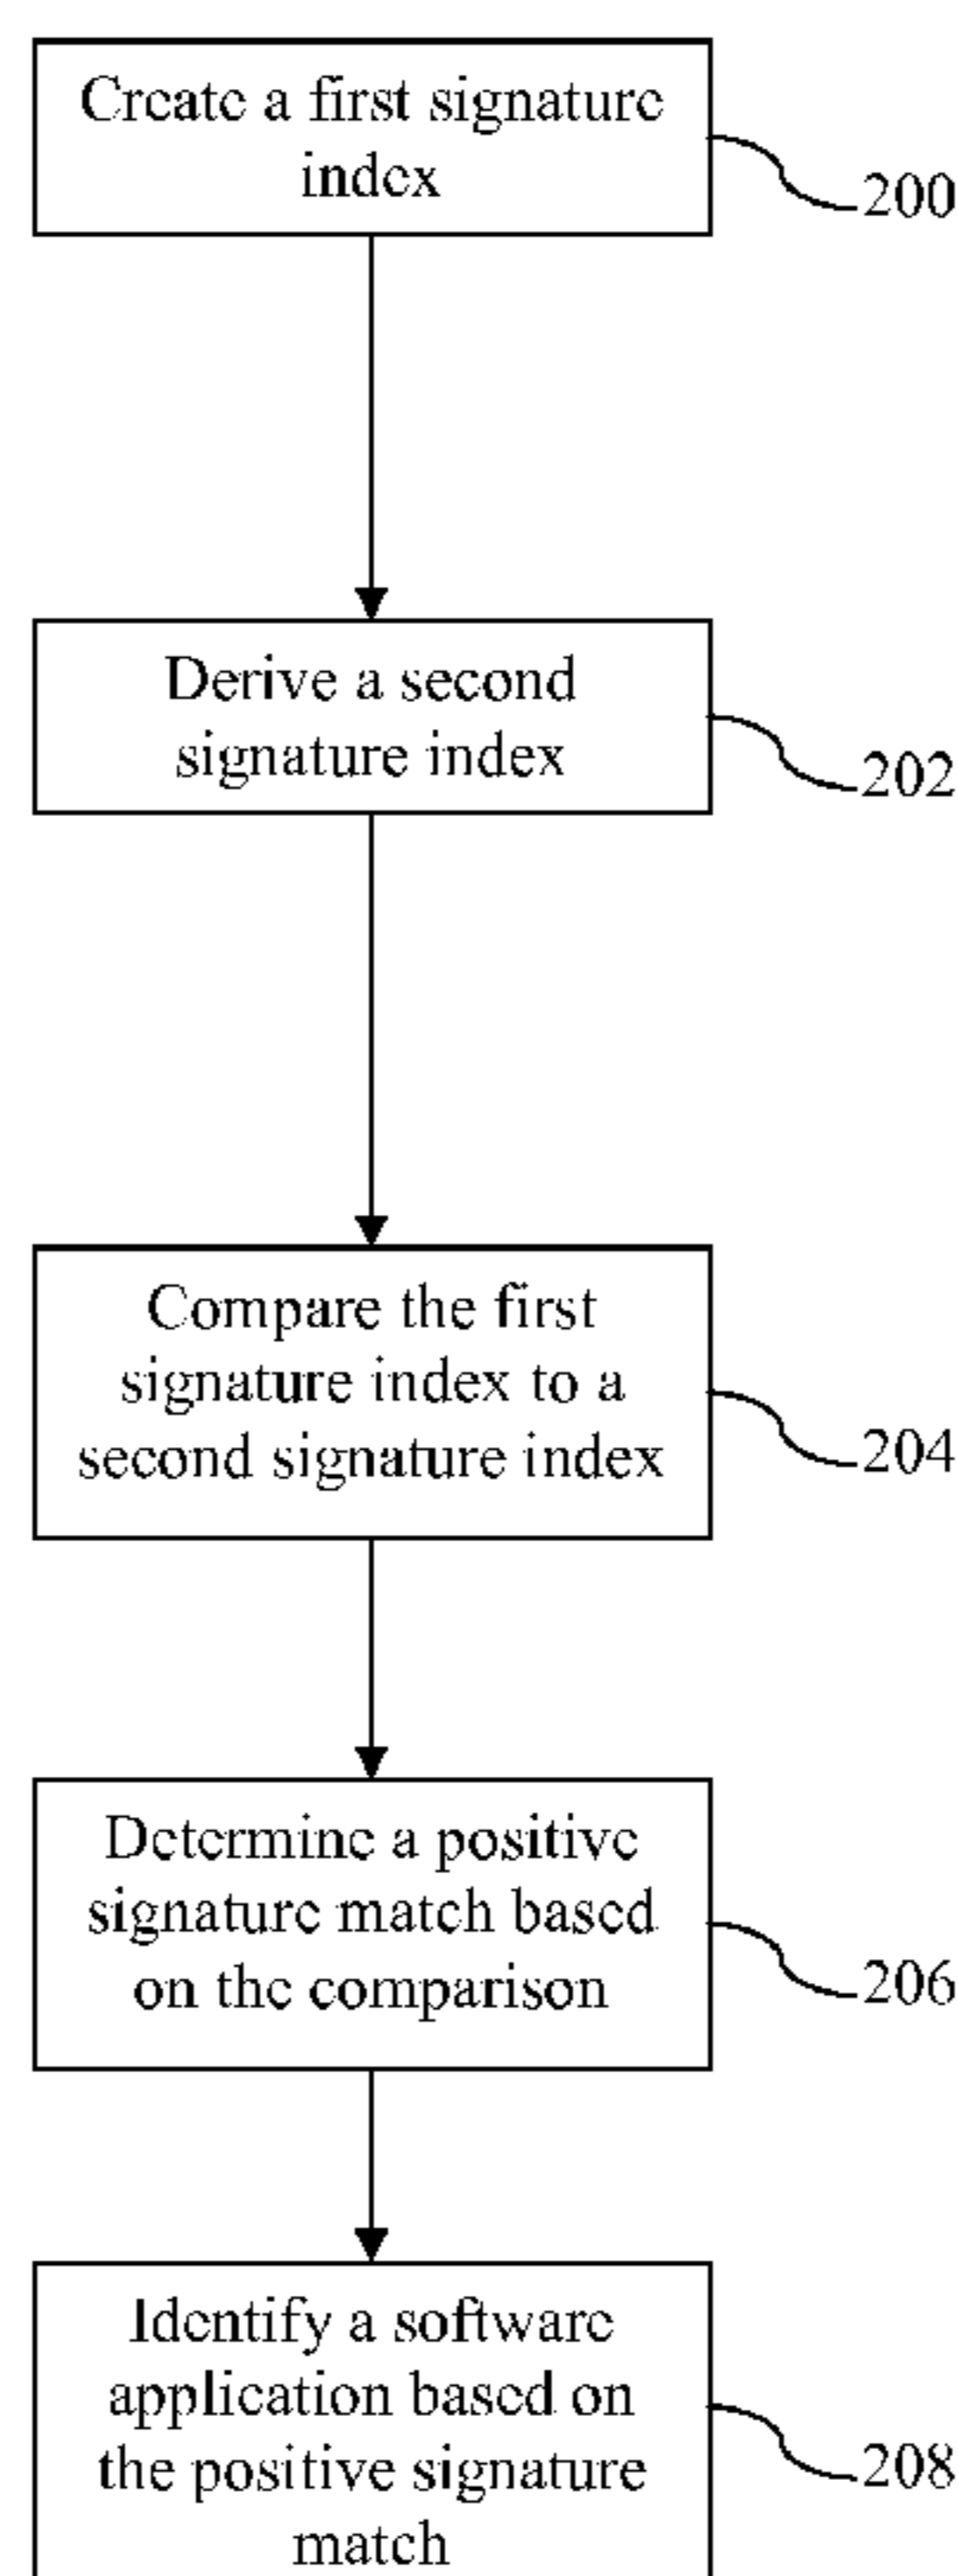 Create a first signature
index
200
Derive a second
signature index
202
Compare the first
signature index to a
second signature index
204
Determine a positive
signature match based
on the comparison
206
Identify a software
application based on
the positive signature
match
208